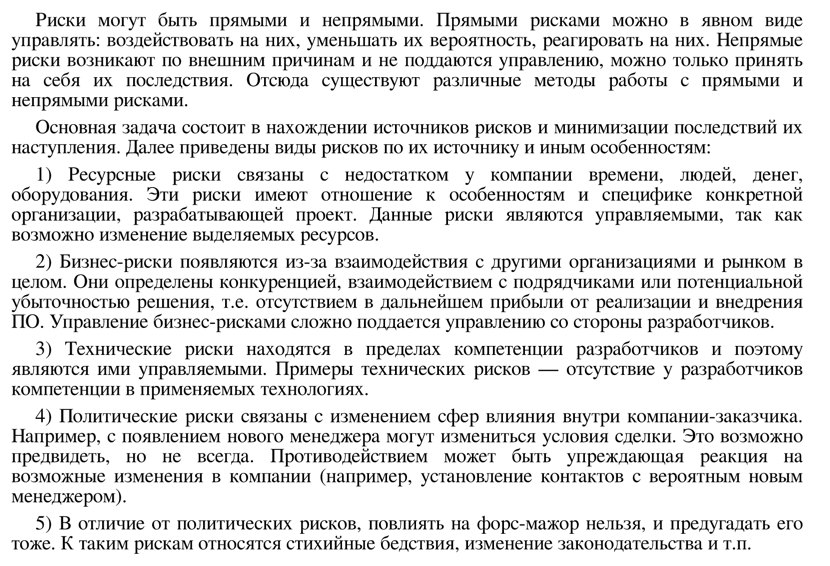 Риски могут быть прямыми и непрямыми. Прямыми рисками можно в явном виде
управлять: воздействовать на них, уменьшать их вероятность, реагировать на них. Непрямые
риски возникают по внешним причинам и не поддаются управлению, можно только принять
на себя их последствия. Отсюда существуют различные методы работы с прямыми и
непрямыми рисками.
Основная задача состоит в нахождении источников рисков и минимизации последствий их
наступления. Далее приведены виды рисков по их источнику и иным особенностям:
1) Ресурсные риски связаны с недостатком у компании времени, людей, денег,
оборудования. Эти риски имеют отношение к особенностям и специфике конкретной
организации, разрабатывающей проект. Данные риски являются управляемыми, так как
возможно изменение выделяемых ресурсов.
2) Бизнес-риски появляются из-за взаимодействия с другими организациями и рынком в
целом. Они определены конкуренцией, взаимодействием с подрядчиками или потенциальной
убыточностью решения, т.е. отсутствием в дальнейшем прибыли от реализации и внедрения
ПО. Управление бизнес-рисками сложно поддается управлению со стороны разработчиков.
3) Технические риски находятся в пределах компетенции разработчиков и поэтому
являются ими управляемыми. Примеры технических рисков — отсутствие у разработчиков
компетенции в применяемых технологиях.
4) Политические риски связаны с изменением сфер влияния внутри компании-заказчика.
Например, с появлением нового менеджера могут измениться условия сделки. Это возможно
предвидеть, но не всегда. Противодействием может быть упреждающая реакция на
возможные изменения в компании (например, установление контактов с вероятным новым
менеджером).
5) В отличие от политических рисков, повлиять на форс-мажор нельзя, и предугадать его
тоже. К таким рискам относятся стихийные бедствия, изменение законодательства и т.п.